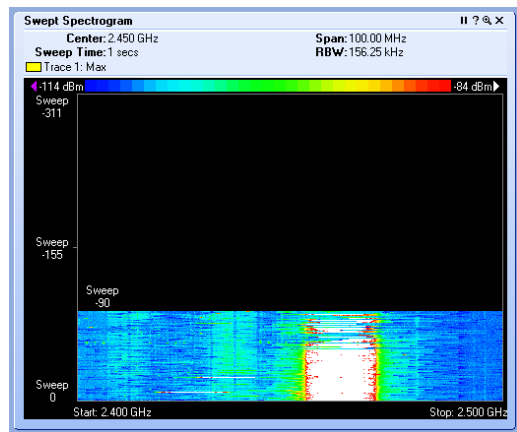 Swept Spectrogram
Center: 2.450 GHz Span: 100.00 MHz
Sweep Time: 1 secs RBW: 156.25 kHz
Trace 1: Max
-114 dBm -84 dBm
Sweep
-311
Sweep
-155
Sweep
-90
Sweep
0
Start: 2.400 GHz Stop: 2.500 GHz